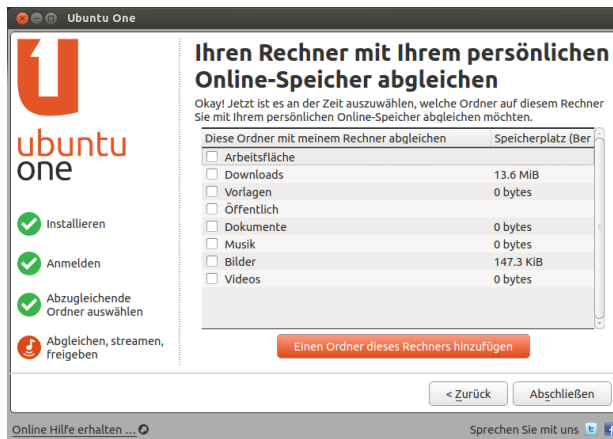 Ubuntu One
Ihren Rechner mit Ihrem persönlichen
Online-Speicher abgleichen
Okay! Jetzt ist es an der Zeit auszuwählen, welche Ordner auf diesem Rechner
Sie mit Ihrem persönlichen Online-Speicher abgleichen möchten.
ubuntu
one
Installieren
Anmelden
Abzugleichende
Ordner auswählen
Abgleichen, streamen,
freigeben
Diese Ordner mit meinem Rechner abgleichen Speicherplatz (Ber
Arbeitsfläche
Downloads 13.6 MiB
Vorlagen 0 bytes
Öffentlich
Dokumente 0 bytes
Musik 0 bytes
Bilder 147.3 KiB
Videos 0 bytes
Einen Ordner dieses Rechners hinzufügen
< Zurück Abschließen
Online Hilfe erhalten ... Sprechen Sie mit uns